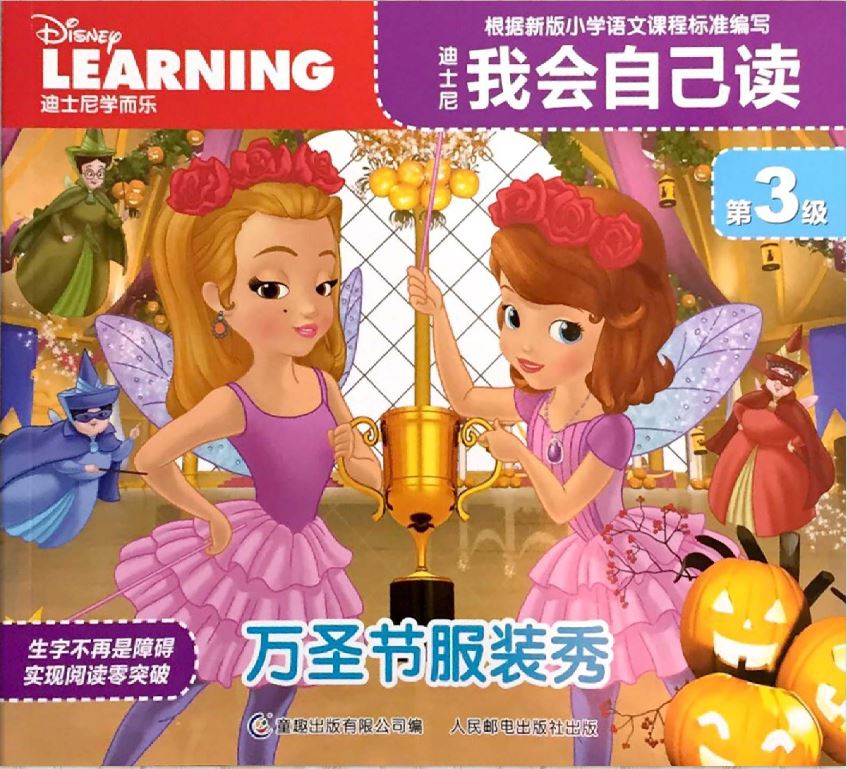 Disney
LEARNING
迪士尼学而乐
根据新版小学语文课程标准编写
迪士尼
我会自己读
第3级
生字不再是障碍
实现阅读零突破
万圣节服装秀
童趣出版有限公司编 人民邮电出版社出版